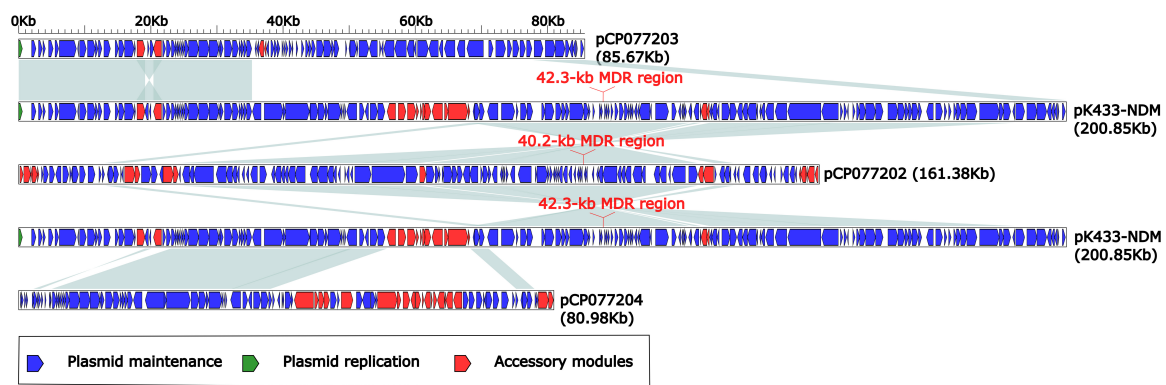 0Kb 20Kb 40Kb 60Kb 80Kb
pCP077203
(85.67Kb)
42.3-kb MDR region
pK433-NDM
(200.85Kb)
40.2-kb MDR region
pCP077202 (161.38Kb)
42.3-kb MDR region
pK433-NDM
(200.85Kb)
pCP077204
(80.98Kb)
Plasmid maintenance Plasmid replication Accessory modules